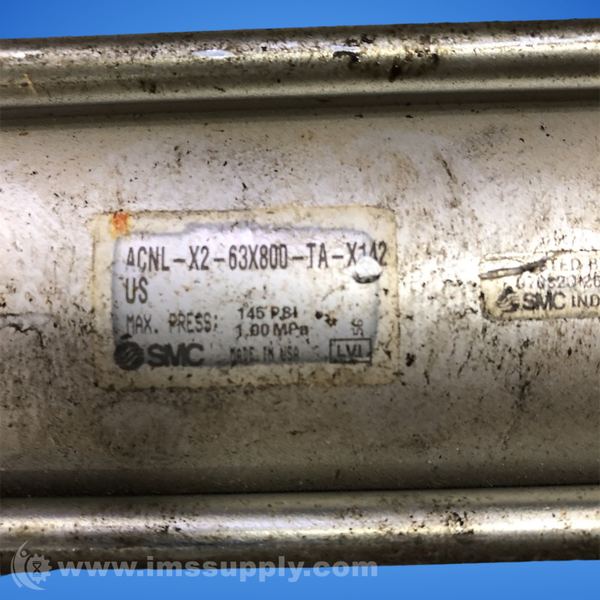 ACNL-X2-63X800-TA-X142
US
MAX. PRESS: 145 PSI
1.00 MPa
SMC MADE IN USA LVI
SMC IND
www.imssupply.com